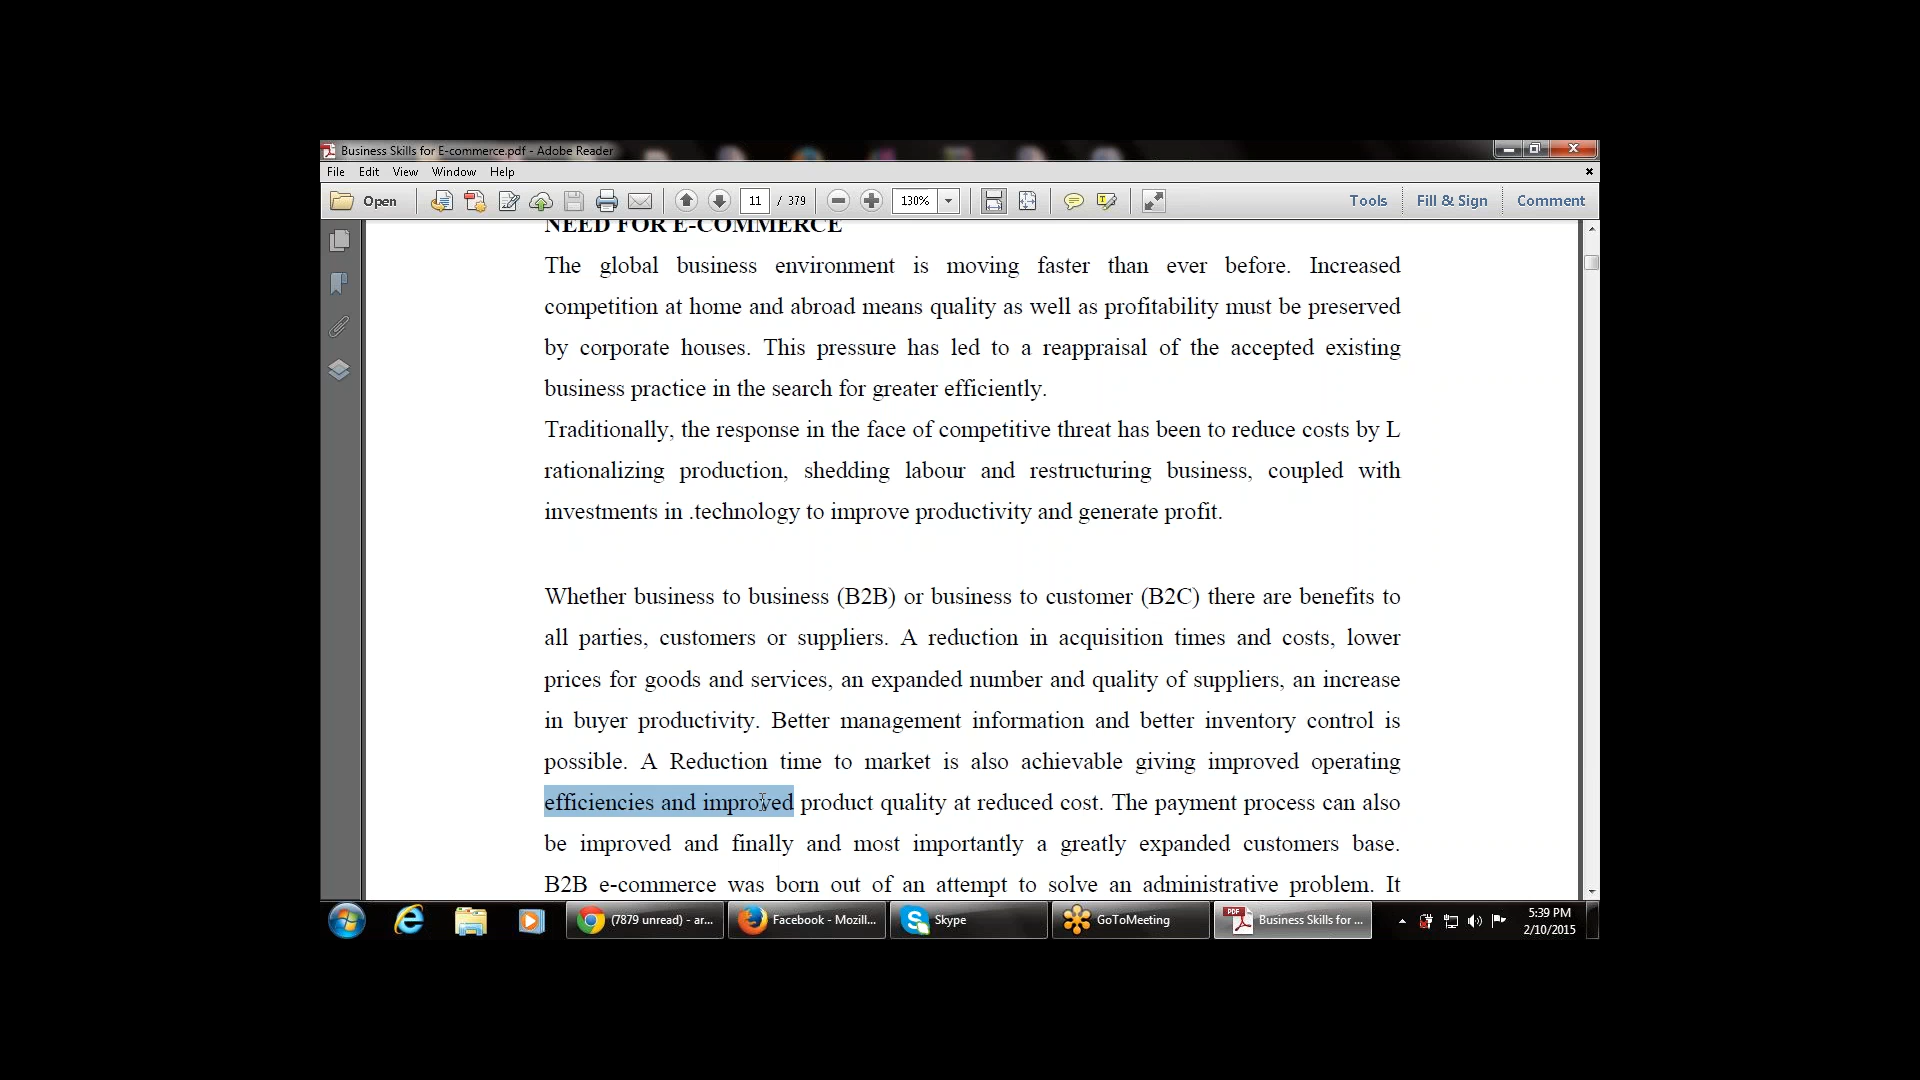 Business Skills for E-commerce.pdf - Adobe Reader
File Edit View Window Help
Open 11 / 379 130% Tools Fill & Sign Comment
NEED FOR E-COMMERCE
The global business environment is moving faster than ever before. Increased
competition at home and abroad means quality as well as profitability must be preserved
by corporate houses. This pressure has led to a reappraisal of the accepted existing
business practice in the search for greater efficiently.
Traditionally, the response in the face of competitive threat has been to reduce costs by L
rationalizing production, shedding labour and restructuring business, coupled with
investments in .technology to improve productivity and generate profit.
Whether business to business (B2B) or business to customer (B2C) there are benefits to
all parties, customers or suppliers. A reduction in acquisition times and costs, lower
prices for goods and services, an expanded number and quality of suppliers, an increase
in buyer productivity. Better management information and better inventory control is
possible. A Reduction time to market is also achievable giving improved operating
efficiencies and improved product quality at reduced cost. The payment process can also
be improved and finally and most importantly a greatly expanded customers base.
B2B e-commerce was born out of an attempt to solve an administrative problem. It
(7879 unread) - ar... Facebook - Mozill... Skype GoToMeeting PDF Business Skills for ... 5:39 PM
2/10/2015